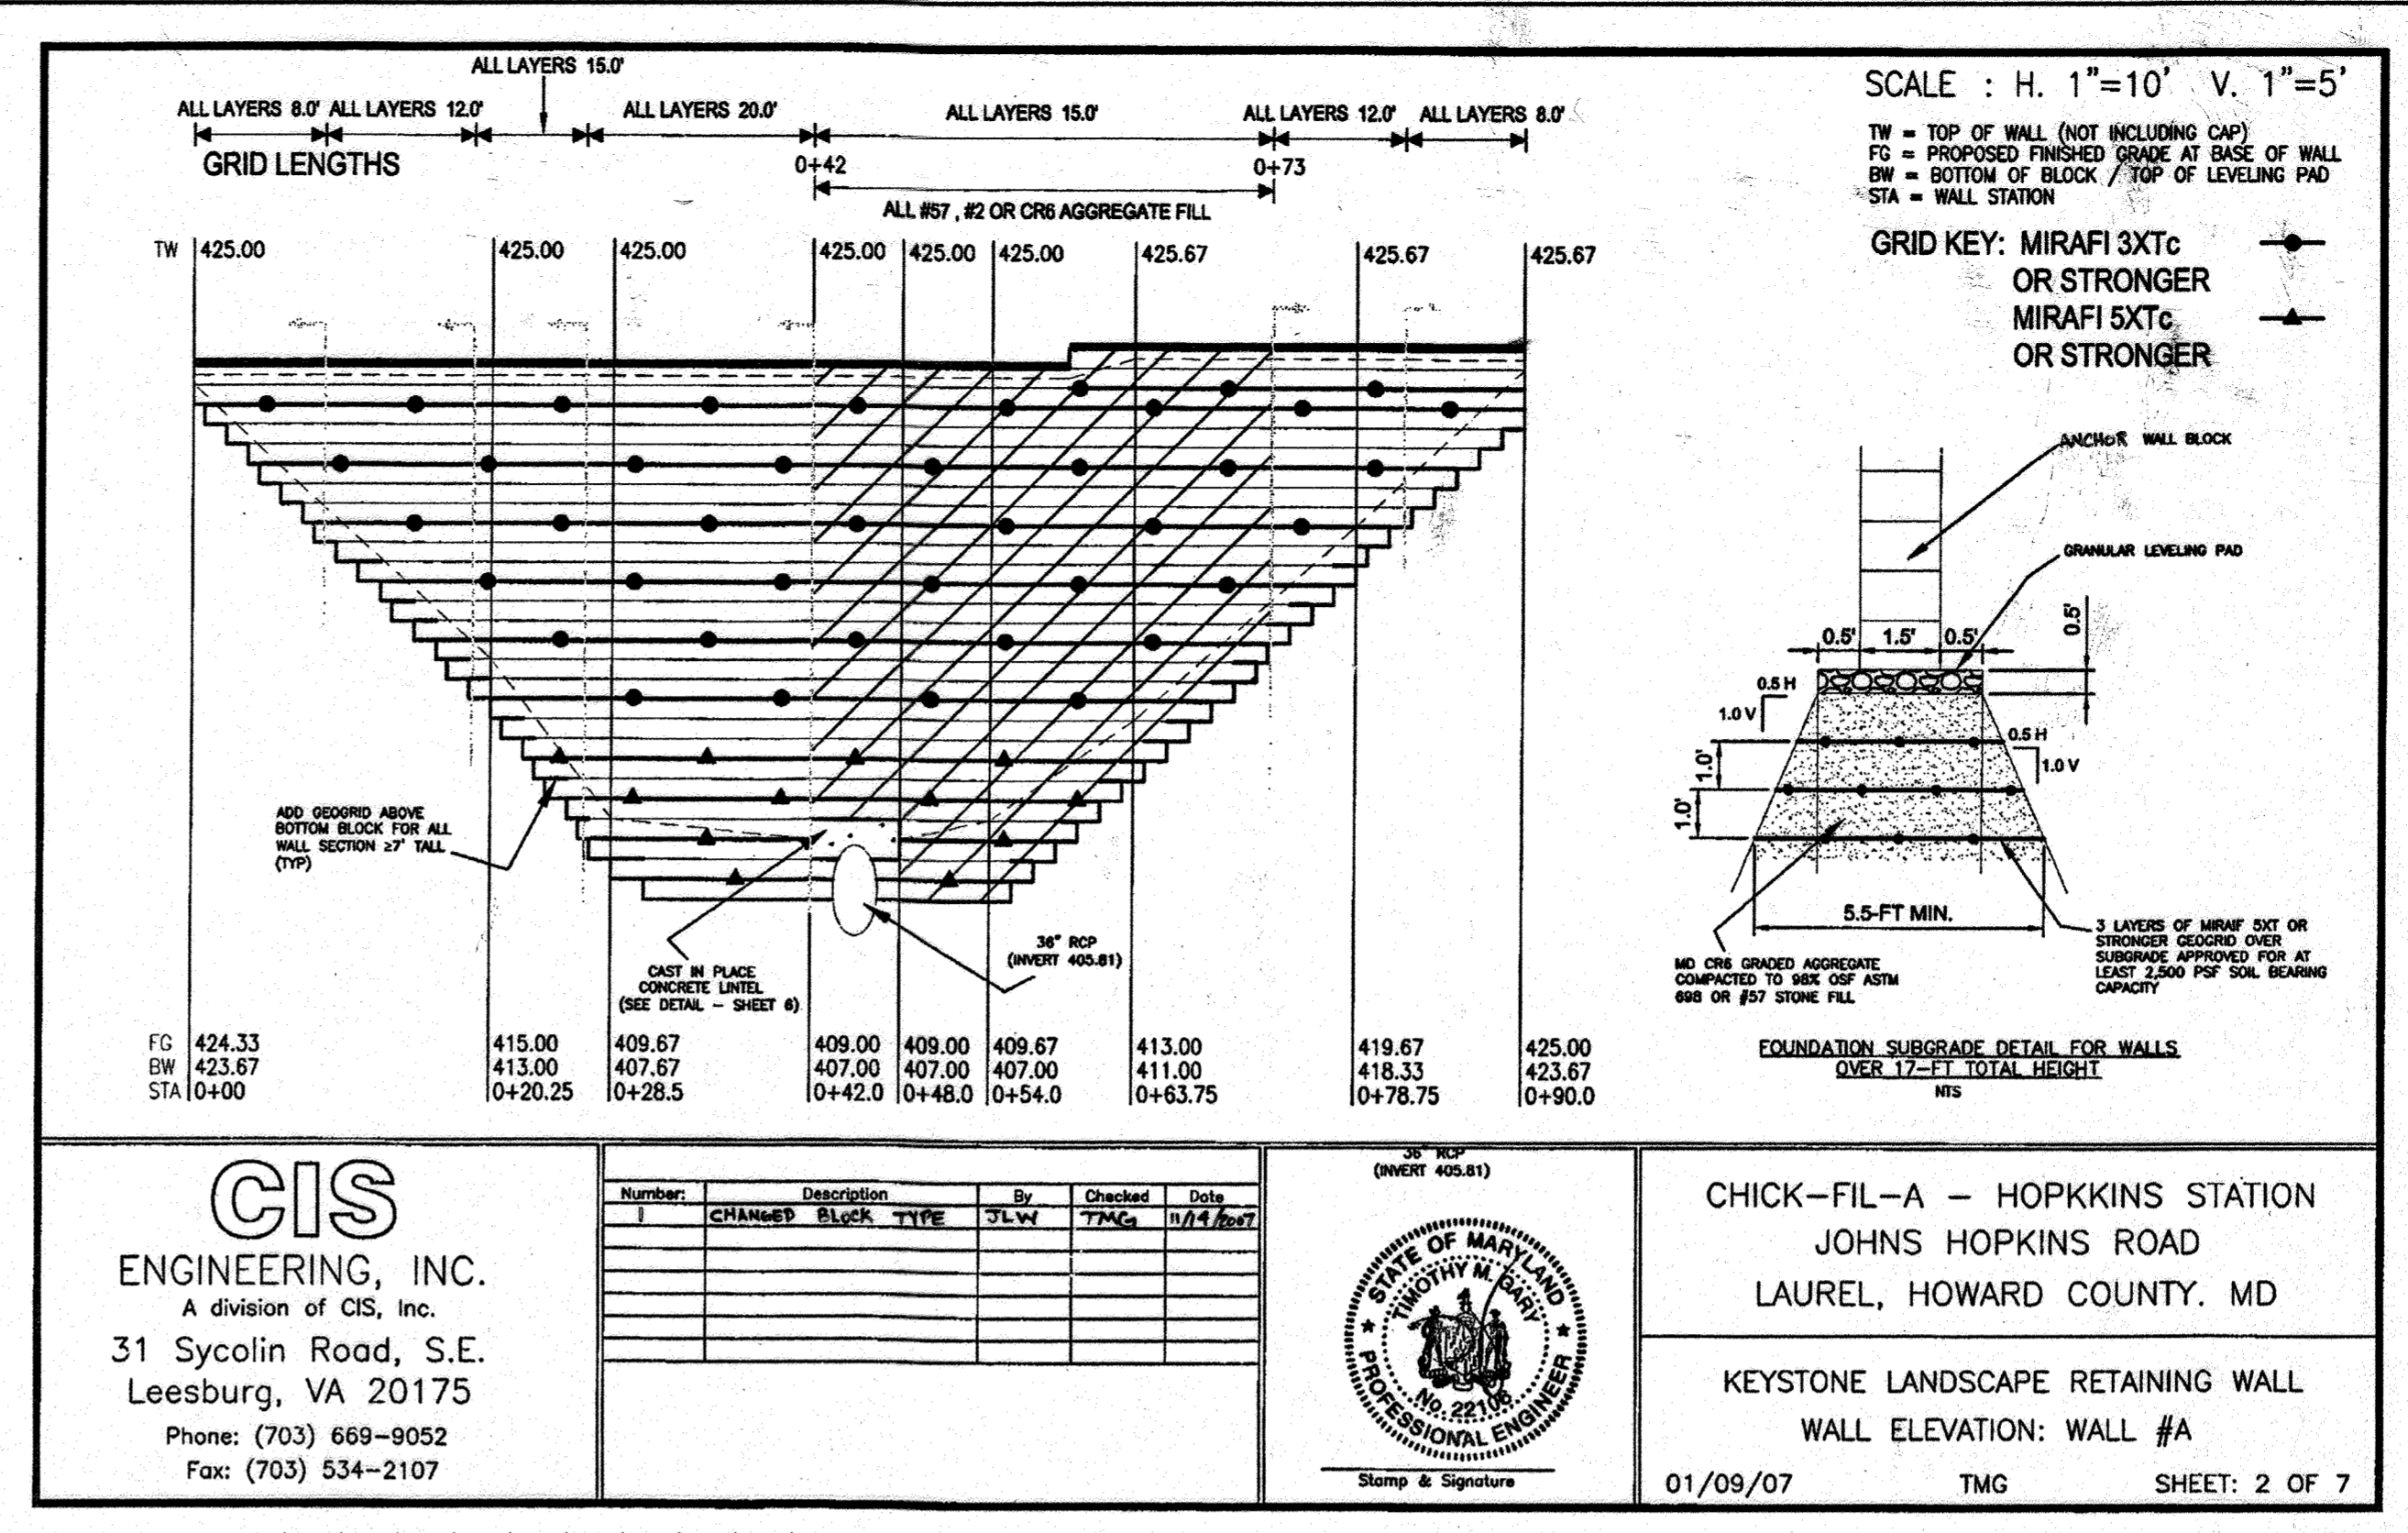 ALL LAYERS 15.0'
ALL LAYERS 8.0' ALL LAYERS 12.0' ALL LAYERS 20.0' ALL LAYERS 15.0' ALL LAYERS 12.0' ALL LAYERS 8.0'
GRID LENGTHS
0+42 0+73
ALL #57 , #2 OR CR6 AGGREGATE FILL
TW 425.00 425.00 425.00 425.00 425.00 425.00 425.67 425.67 425.67
SCALE : H. 1"=10' V. 1"=5'
TW = TOP OF WALL (NOT INCLUDING CAP)
FG = PROPOSED FINISHED GRADE AT BASE OF WALL
BW = BOTTOM OF BLOCK / TOP OF LEVELING PAD
STA = WALL STATION
GRID KEY: MIRAFI 3XTc
OR STRONGER
MIRAFI 5XTc
OR STRONGER
ADD GEOGRID ABOVE
BOTTOM BLOCK FOR ALL
WALL SECTION ≥7' TALL
(TYP)
CAST IN PLACE
CONCRETE LINTEL
(SEE DETAIL - SHEET 6)
36" RCP
(INVERT 405.81)
FG 424.33 415.00 409.67 409.00 409.00 409.67 413.00 419.67 425.00
BW 423.67 413.00 407.67 407.00 407.00 407.00 411.00 418.33 423.67
STA 0+00 0+20.25 0+28.5 0+42.0 0+48.0 0+54.0 0+63.75 0+78.75 0+90.0
ANCHOR WALL BLOCK
GRANULAR LEVELING PAD
0.5' 1.5' 0.5'
0.5'
0.5 H
1.0 V
0.5 H
1.0 V
1.0'
1.0'
5.5-FT MIN.
MD CR6 GRADED AGGREGATE
COMPACTED TO 98% OSF ASTM
698 OR #57 STONE FILL
3 LAYERS OF MIRAIF 5XT OR
STRONGER GEOGRID OVER
SUBGRADE APPROVED FOR AT
LEAST 2,500 PSF SOIL BEARING
CAPACITY
FOUNDATION SUBGRADE DETAIL FOR WALLS
OVER 17-FT TOTAL HEIGHT
NTS
CIS
ENGINEERING, INC.
A division of CIS, Inc.
31 Sycolin Road, S.E.
Leesburg, VA 20175
Phone: (703) 669-9052
Fax: (703) 534-2107
Number: Description By Checked Date
1 CHANGED BLOCK TYPE JLW TMG 11/14/2007
36" RCP
(INVERT 405.81)
STATE OF MARYLAND
TIMOTHY M. GARY
No. 22106
PROFESSIONAL ENGINEER
Stamp & Signature
CHICK-FIL-A - HOPKKINS STATION
JOHNS HOPKINS ROAD
LAUREL, HOWARD COUNTY. MD
KEYSTONE LANDSCAPE RETAINING WALL
WALL ELEVATION: WALL #A
01/09/07 TMG SHEET: 2 OF 7